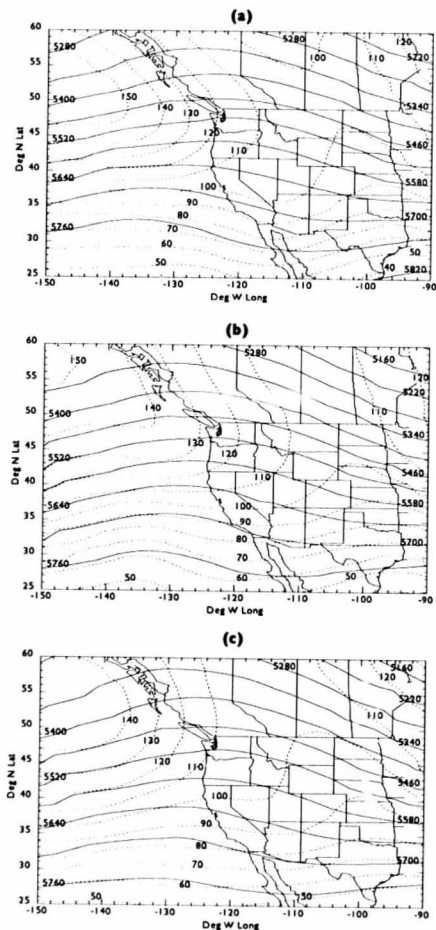 (a)
60 5280 5280 120
100 110 5220
55
150
Deg N Lat
50 5400 140 130 5340
120
45 5520 5460
110
40 5640 5580
100
35 90 5700
80
5760 70
30 60 50
50 40 5820
25
-150 -140 -130 -120 -110 -100 -90
Deg W Long
(b)
60 150 5280 5160
120
55 5220
140 110
Deg N Lat
50 5400 5340
130
45 5520 120 5460
110
40 5640 5580
100
35 90 5700
80
30 5760 70
50 60 50
25
-150 -140 -130 -120 -110 -100 -90
Deg W Long
(c)
60 5280 5160
120
55 5220
140 110
Deg N Lat
50 5400 130 5340
120
45 5520 110 5460
100
40 5640 5580
90
35 80 5700
70
30 5760 60
50 50
25
-150 -140 -130 -120 -110 -100 -90
Deg W Long